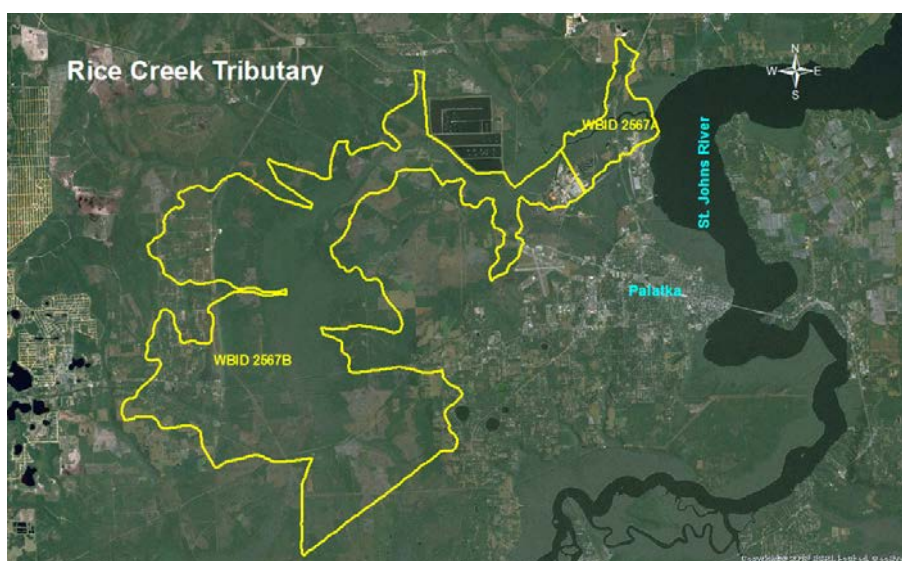 Rice Creek Tributary
N
W E
S
WBID 2567A
St. Johns River
Palatka
WBID 2567B